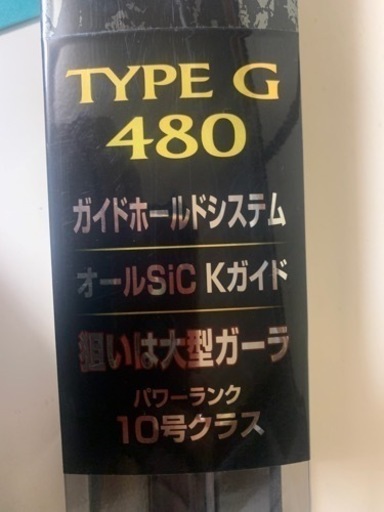 TYPE G
480
ガイドホールドシステム
オールSiC Kガイド
狙いは大型ガーラ
パワーランク
10号クラス